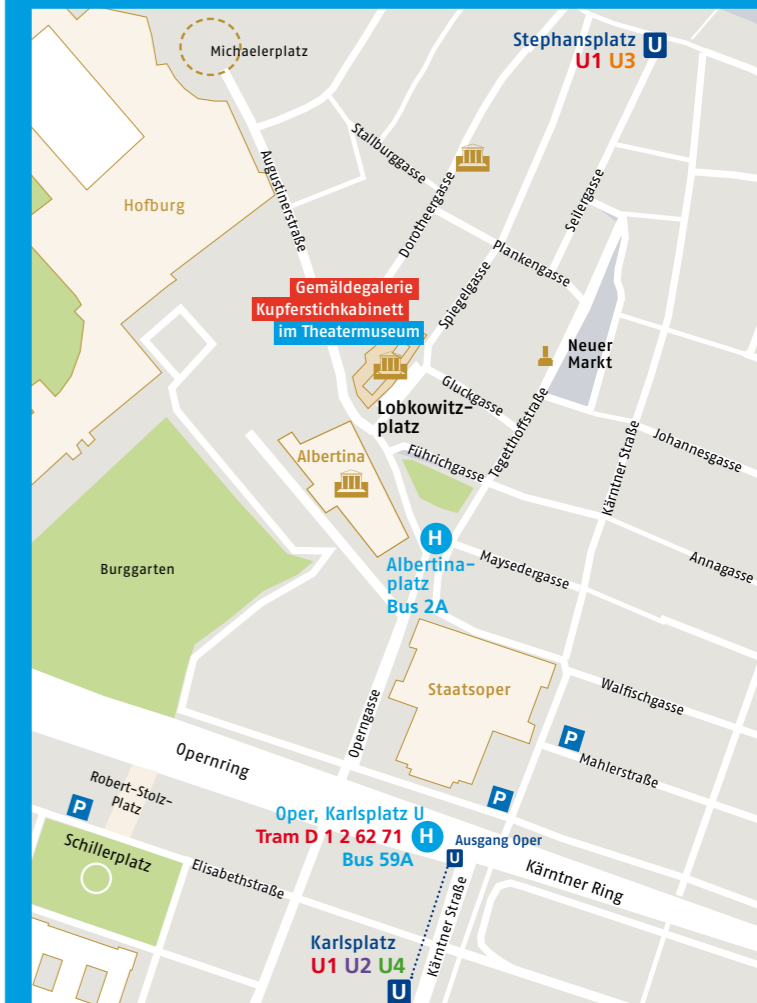 Michaelerplatz
Stephansplatz
U
U1 U3
Stallburggasse
Augustinerstraße
Dorotheergasse
Seilergasse
Hofburg
Plankengasse
Spiegelgasse
Gemäldegalerie
Kupferstichkabinett
im Theatermuseum
Neuer
Markt
Gluckgasse
Lobkowitz-
platz
Tegetthoffstraße
Kärntner Straße
Johannesgasse
Führichgasse
Albertina
H
Albertina-
platz
Bus 2A
Maysedergasse
Annagasse
Burggarten
Staatsoper
Walfischgasse
Operngasse
P
Mahlerstraße
Opernring
Robert-Stolz-
Platz
P
P
Oper, Karlsplatz U
Tram D 1 2 62 71
H
Bus 59A
Ausgang Oper
U
Schillerplatz
Elisabethstraße
Kärntner Ring
Kärntner Straße
Karlsplatz
U1 U2 U4
U